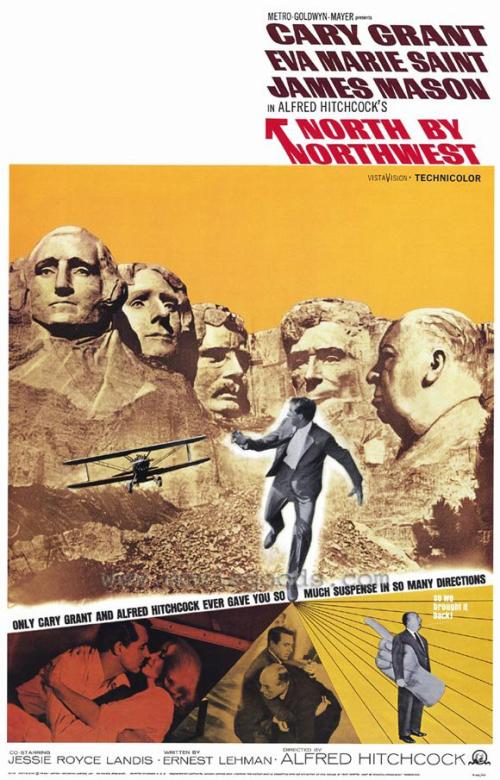 METRO-GOLDWYN-MAYER presents
CARY GRANT
EVA MARIE SAINT
JAMES MASON
IN ALFRED HITCHCOCK'S
NORTH BY
NORTHWEST
VISTAVISION · TECHNICOLOR
ONLY CARY GRANT AND ALFRED HITCHCOCK EVER GAVE YOU SO MUCH SUSPENSE IN SO MANY DIRECTIONS
so we
brought it
back!
CO-STARRING
JESSIE ROYCE LANDIS
WRITTEN BY
ERNEST LEHMAN
DIRECTED BY
ALFRED HITCHCOCK
MGM